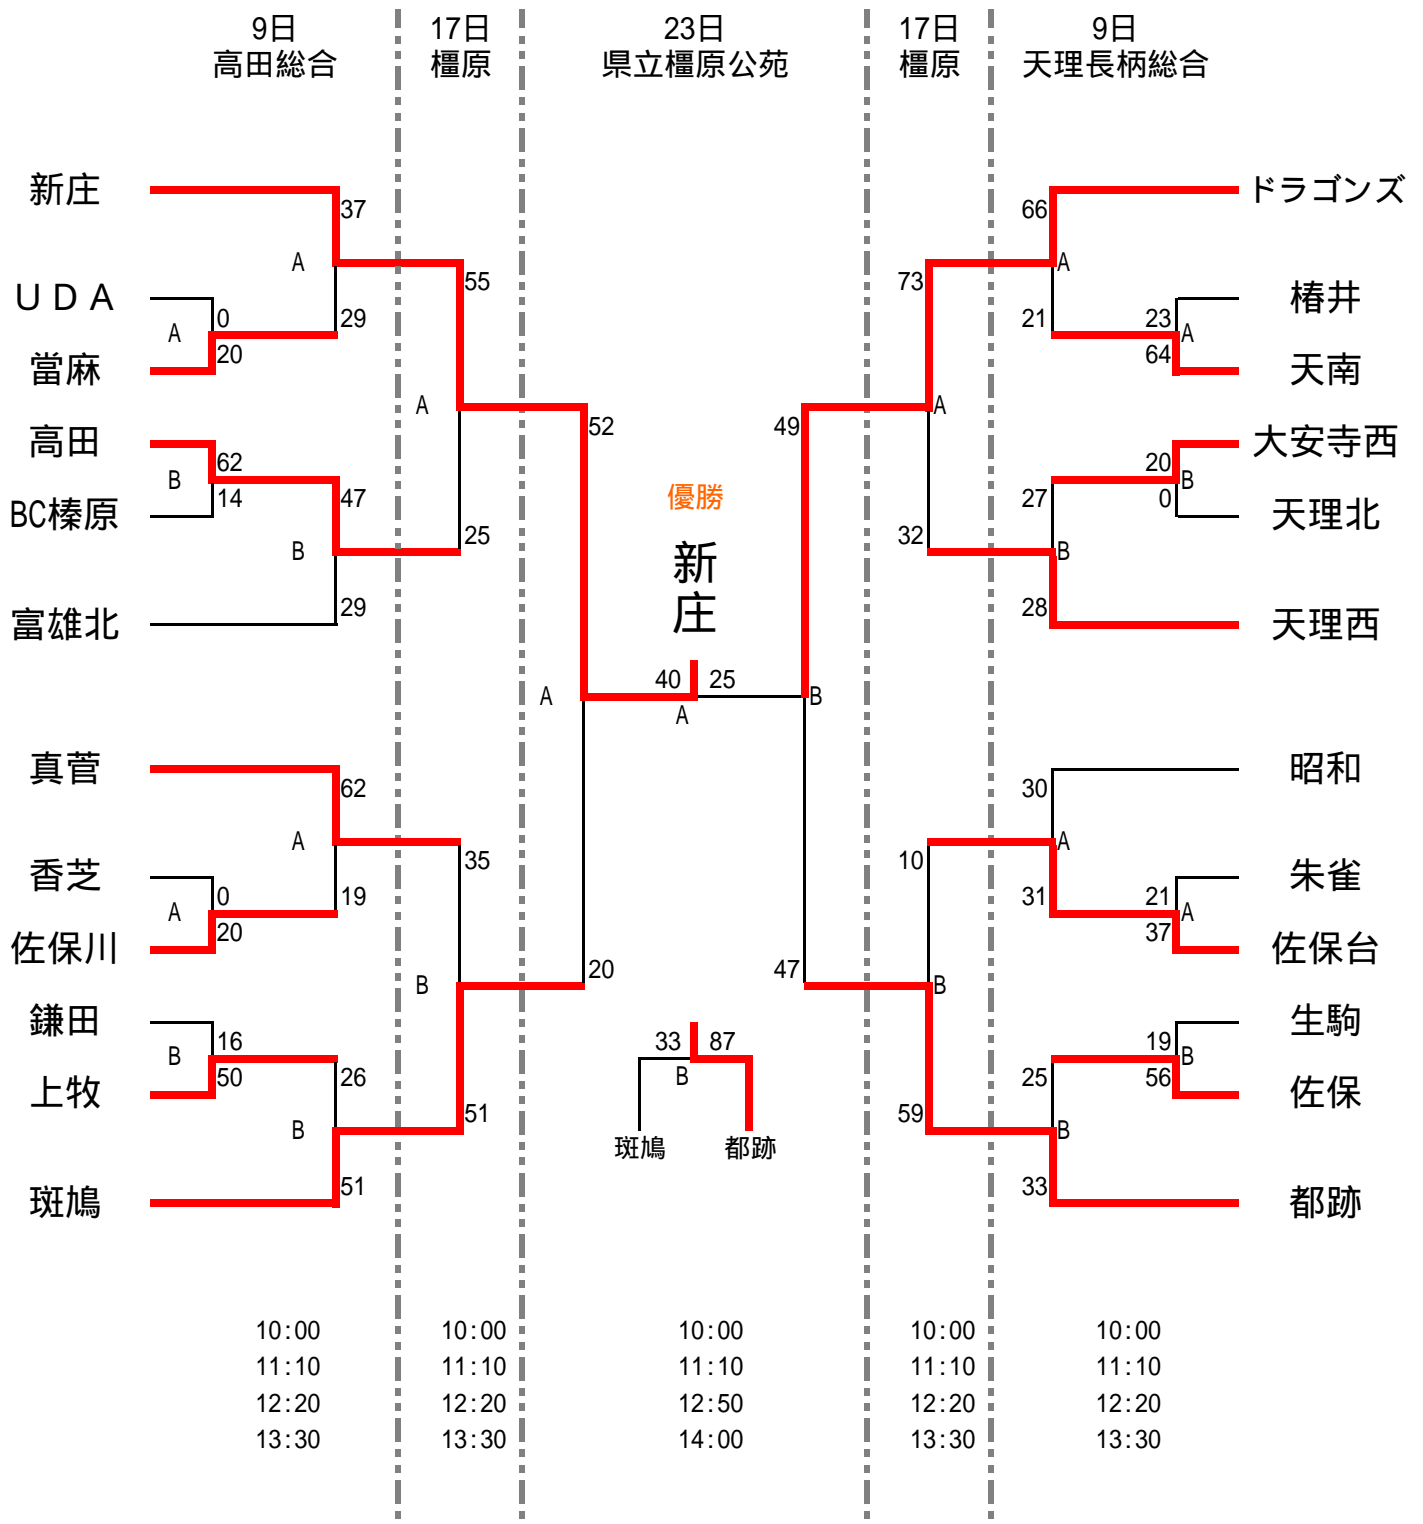 9日
高田総合
17日
橿原
23日
県立橿原公苑
17日
橿原
9日
天理長柄総合
新庄
ＵＤＡ
當麻
高田
BC榛原
富雄北
真菅
香芝
佐保川
鎌田
上牧
斑鳩
37
A
29
0
A
20
62
B
14
47
B
29
62
A
19
0
A
20
16
B
50
26
B
51
55
A
25
35
B
51
52
A
20
優勝
新庄
40
25
A
33
87
B
斑鳩
都跡
49
B
47
73
A
32
10
B
59
66
A
21
23
A
64
20
B
0
27
B
28
30
A
31
21
A
37
19
B
56
25
B
33
ドラゴンズ
椿井
天南
大安寺西
天理北
天理西
昭和
朱雀
佐保台
生駒
佐保
都跡
10:00
11:10
12:20
13:30
10:00
11:10
12:20
13:30
10:00
11:10
12:50
14:00
10:00
11:10
12:20
13:30
10:00
11:10
12:20
13:30